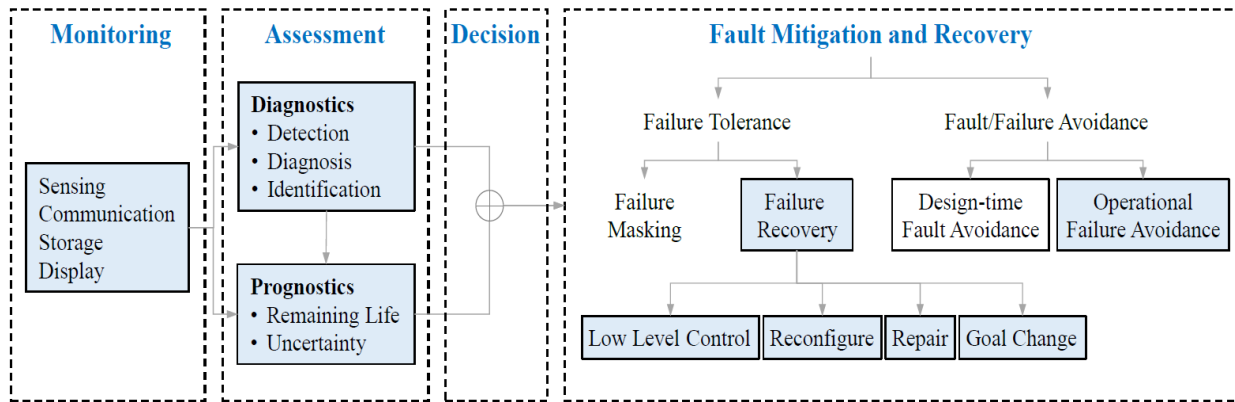 Monitoring
Assessment
Decision
Fault Mitigation and Recovery
Sensing
Communication
Storage
Display
Diagnostics
• Detection
• Diagnosis
• Identification
Prognostics
• Remaining Life
• Uncertainty
Failure Tolerance
Fault/Failure Avoidance
Failure
Masking
Failure
Recovery
Design-time
Fault Avoidance
Operational
Failure Avoidance
Low Level Control
Reconfigure
Repair
Goal Change